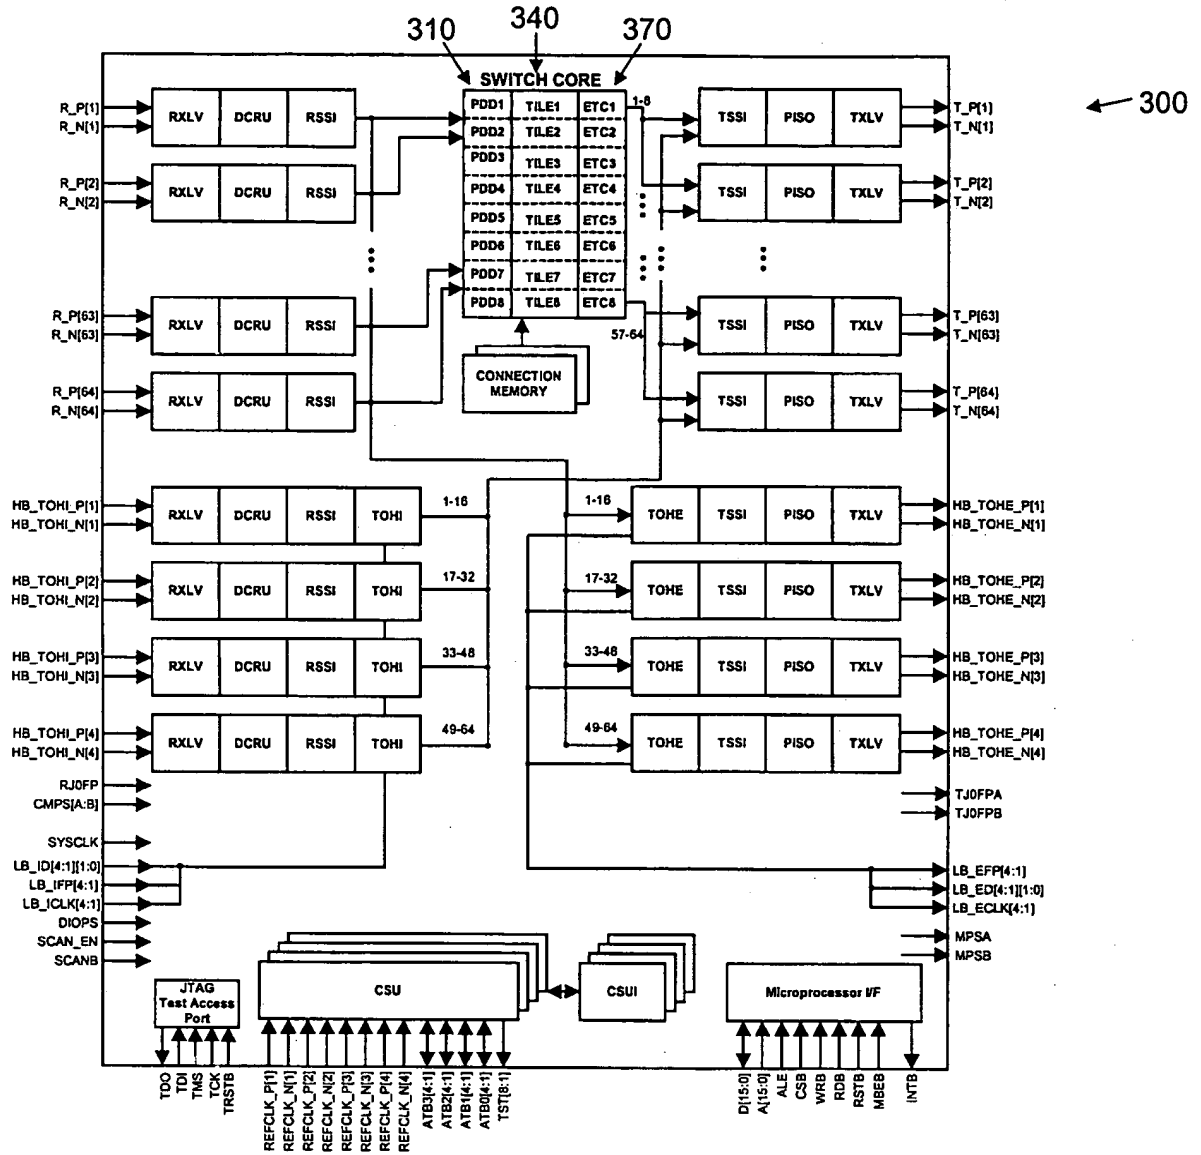 310
340
370
300
SWITCH CORE
R_P[1]
R_N[1]
RXLV DCRU RSSI
R_P[2]
R_N[2]
RXLV DCRU RSSI
R_P[63]
R_N[63]
RXLV DCRU RSSI
R_P[64]
R_N[64]
RXLV DCRU RSSI
PDD1 TILE1 ETC1
PDD2 TILE2 ETC2
PDD3 TILE3 ETC3
PDD4 TILE4 ETC4
PDD5 TILE5 ETC5
PDD6 TILE6 ETC6
PDD7 TILE7 ETC7
PDD8 TILE8 ETC8
1-8
57-64
CONNECTION
MEMORY
TSSI PISO TXLV
T_P[1]
T_N[1]
TSSI PISO TXLV
T_P[2]
T_N[2]
TSSI PISO TXLV
T_P[63]
T_N[63]
TSSI PISO TXLV
T_P[64]
T_N[64]
HB_TOHI_P[1]
HB_TOHI_N[1]
RXLV DCRU RSSI TOHI
1-16
HB_TOHI_P[2]
HB_TOHI_N[2]
RXLV DCRU RSSI TOHI
17-32
HB_TOHI_P[3]
HB_TOHI_N[3]
RXLV DCRU RSSI TOHI
33-48
HB_TOHI_P[4]
HB_TOHI_N[4]
RXLV DCRU RSSI TOHI
49-64
1-16
TOHE TSSI PISO TXLV
HB_TOHE_P[1]
HB_TOHE_N[1]
17-32
TOHE TSSI PISO TXLV
HB_TOHE_P[2]
HB_TOHE_N[2]
33-48
TOHE TSSI PISO TXLV
HB_TOHE_P[3]
HB_TOHE_N[3]
49-64
TOHE TSSI PISO TXLV
HB_TOHE_P[4]
HB_TOHE_N[4]
RJ0FP
CMPS[A:B]
SYSCLK
LB_ID[4:1][1:0]
LB_IFP[4:1]
LB_ICLK[4:1]
DIOPS
SCAN_EN
SCANB
TJ0FPA
TJ0FPB
LB_EFP[4:1]
LB_ED[4:1][1:0]
LB_ECLK[4:1]
MPSA
MPSB
JTAG
Test Access
Port
CSU
CSUI
Microprocessor I/F
TDO
TDI
TMS
TCK
TRSTB
REFCLK_P[1]
REFCLK_N[1]
REFCLK_P[2]
REFCLK_N[2]
REFCLK_P[3]
REFCLK_N[3]
REFCLK_P[4]
REFCLK_N[4]
ATB3[4:1]
ATB2[4:1]
ATB1[4:1]
ATB0[4:1]
TST[8:1]
D[15:0]
A[15:0]
ALE
CSB
WRB
RDB
RSTB
MBEB
INTB